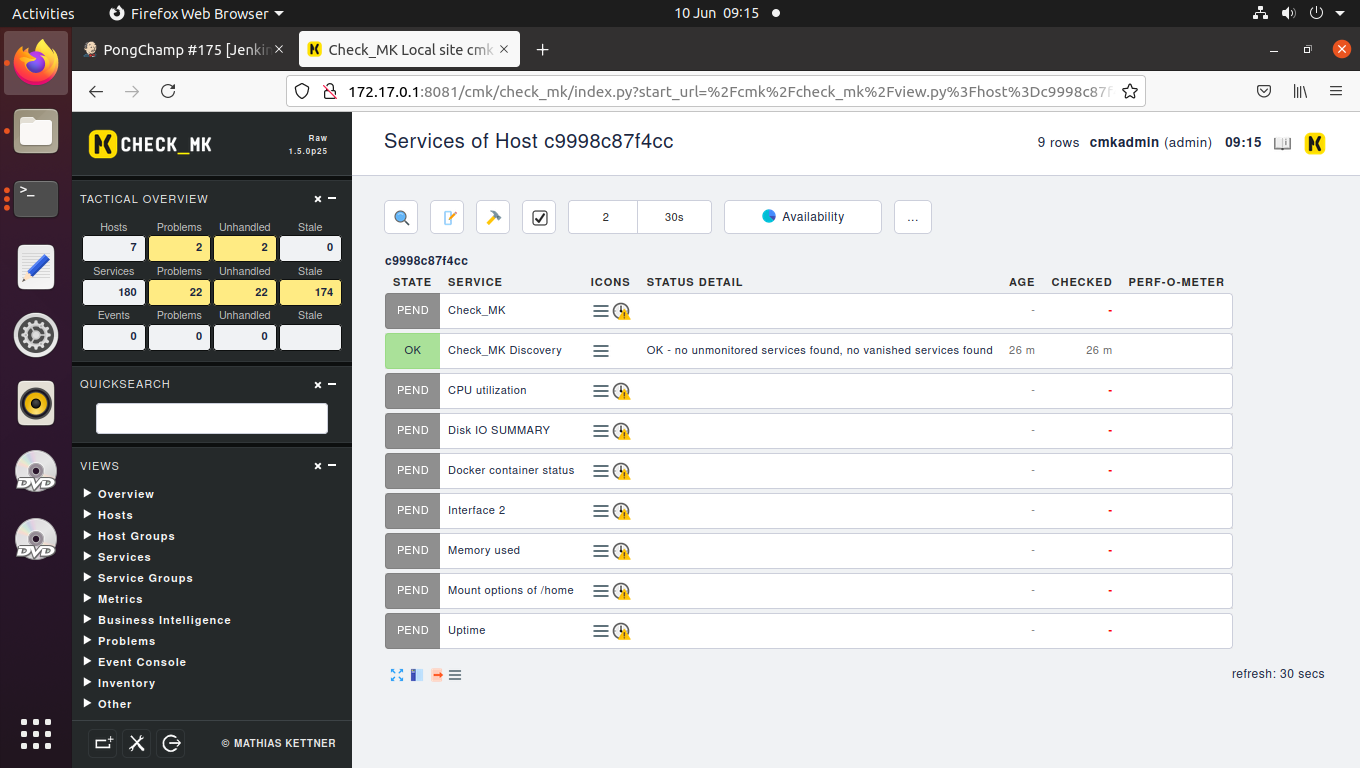 Activities
Firefox Web Browser
10 Jun 09:15
PongChamp #175 [Jenkin
Check_MK Local site cmk
172.17.0.1:8081/cmk/check_mk/index.py?start_url=%2Fcmk%2Fcheck_mk%2Fview.py%3Fhost%3Dc9998c87f
CHECK_MK
Raw
1.5.0p25
Services of Host c9998c87f4cc
9 rows cmkadmin (admin) 09:15
TACTICAL OVERVIEW
Hosts Problems Unhandled Stale
7 2 2 0
Services Problems Unhandled Stale
180 22 22 174
Events Problems Unhandled Stale
0 0 0
QUICKSEARCH
VIEWS
Overview
Hosts
Host Groups
Services
Service Groups
Metrics
Business Intelligence
Problems
Event Console
Inventory
Other
© MATHIAS KETTNER
2 30s Availability ...
c9998c87f4cc
STATE SERVICE ICONS STATUS DETAIL AGE CHECKED PERF-O-METER
PEND Check_MK - -
OK Check_MK Discovery OK - no unmonitored services found, no vanished services found 26 m 26 m
PEND CPU utilization - -
PEND Disk IO SUMMARY - -
PEND Docker container status - -
PEND Interface 2 - -
PEND Memory used - -
PEND Mount options of /home - -
PEND Uptime - -
refresh: 30 secs
DVD
DVD